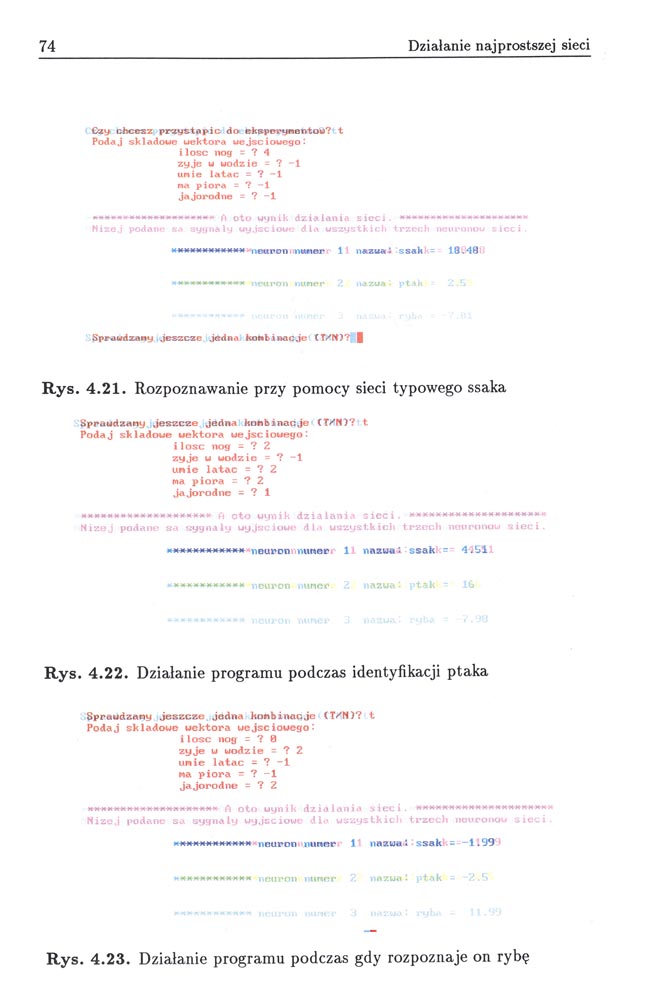 74 Działanie najprostszej sieci
Czy chcesz przystapic do eksperymentow? t
Podaj skladowe wektora wejsciowego:
ilosc nog = ? 4
zyje w wodzie = ? -1
umie latac = ? -1
ma piora = ? -1
jajorodne = ? -1
******************* A oto wynik dzialania sieci. ********************
Nizej podane sa sygnaly wyjsciowe dla wszystkich trzech neuronow sieci.
************ neuron numer 1 nazwa: ssak =
************ neuron numer 2 nazwa: ptak = 2.5
************ neuron numer 3 nazwa: ryba = -7.01
Sprawdzamy jeszcze jedna kombinacje (T/N)?
Rys. 4.21. Rozpoznawanie przy pomocy sieci typowego ssaka
Sprawdzamy jeszcze jedna kombinacje (T/N)? t
Podaj skladowe wektora wejsciowego:
ilosc nog = ? 2
zyje w wodzie = ? -1
umie latac = ? 2
ma piora = ? 2
jajorodne = ? 1
******************** A oto wynik dzialania sieci. *********************
Nizej podane sa sygnaly wyjsciowe dla wszystkich trzech neuronow sieci.
************ neuron numer 1 nazwa: ssak =
************ neuron numer 2 nazwa: ptak = 16
************ neuron numer 3 nazwa: ryba = -7.98
Rys. 4.22. Działanie programu podczas identyfikacji ptaka
Sprawdzamy jeszcze jedna kombinacje (T/N)? t
Podaj skladowe wektora wejsciowego:
ilosc nog = ? 0
zyje w wodzie = ? 2
umie latac = ? -1
ma piora = ? -1
jajorodne = ? 2
******************** A oto wynik dzialania sieci. *********************
Nizej podane sa sygnaly wyjsciowe dla wszystkich trzech neuronow sieci.
************ neuron numer 1 nazwa: ssak = -1.99
************ neuron numer 2 nazwa: ptak = -2.5
************ neuron numer 3 nazwa: ryba = 11.99
Rys. 4.23. Działanie programu podczas gdy rozpoznaje on rybę